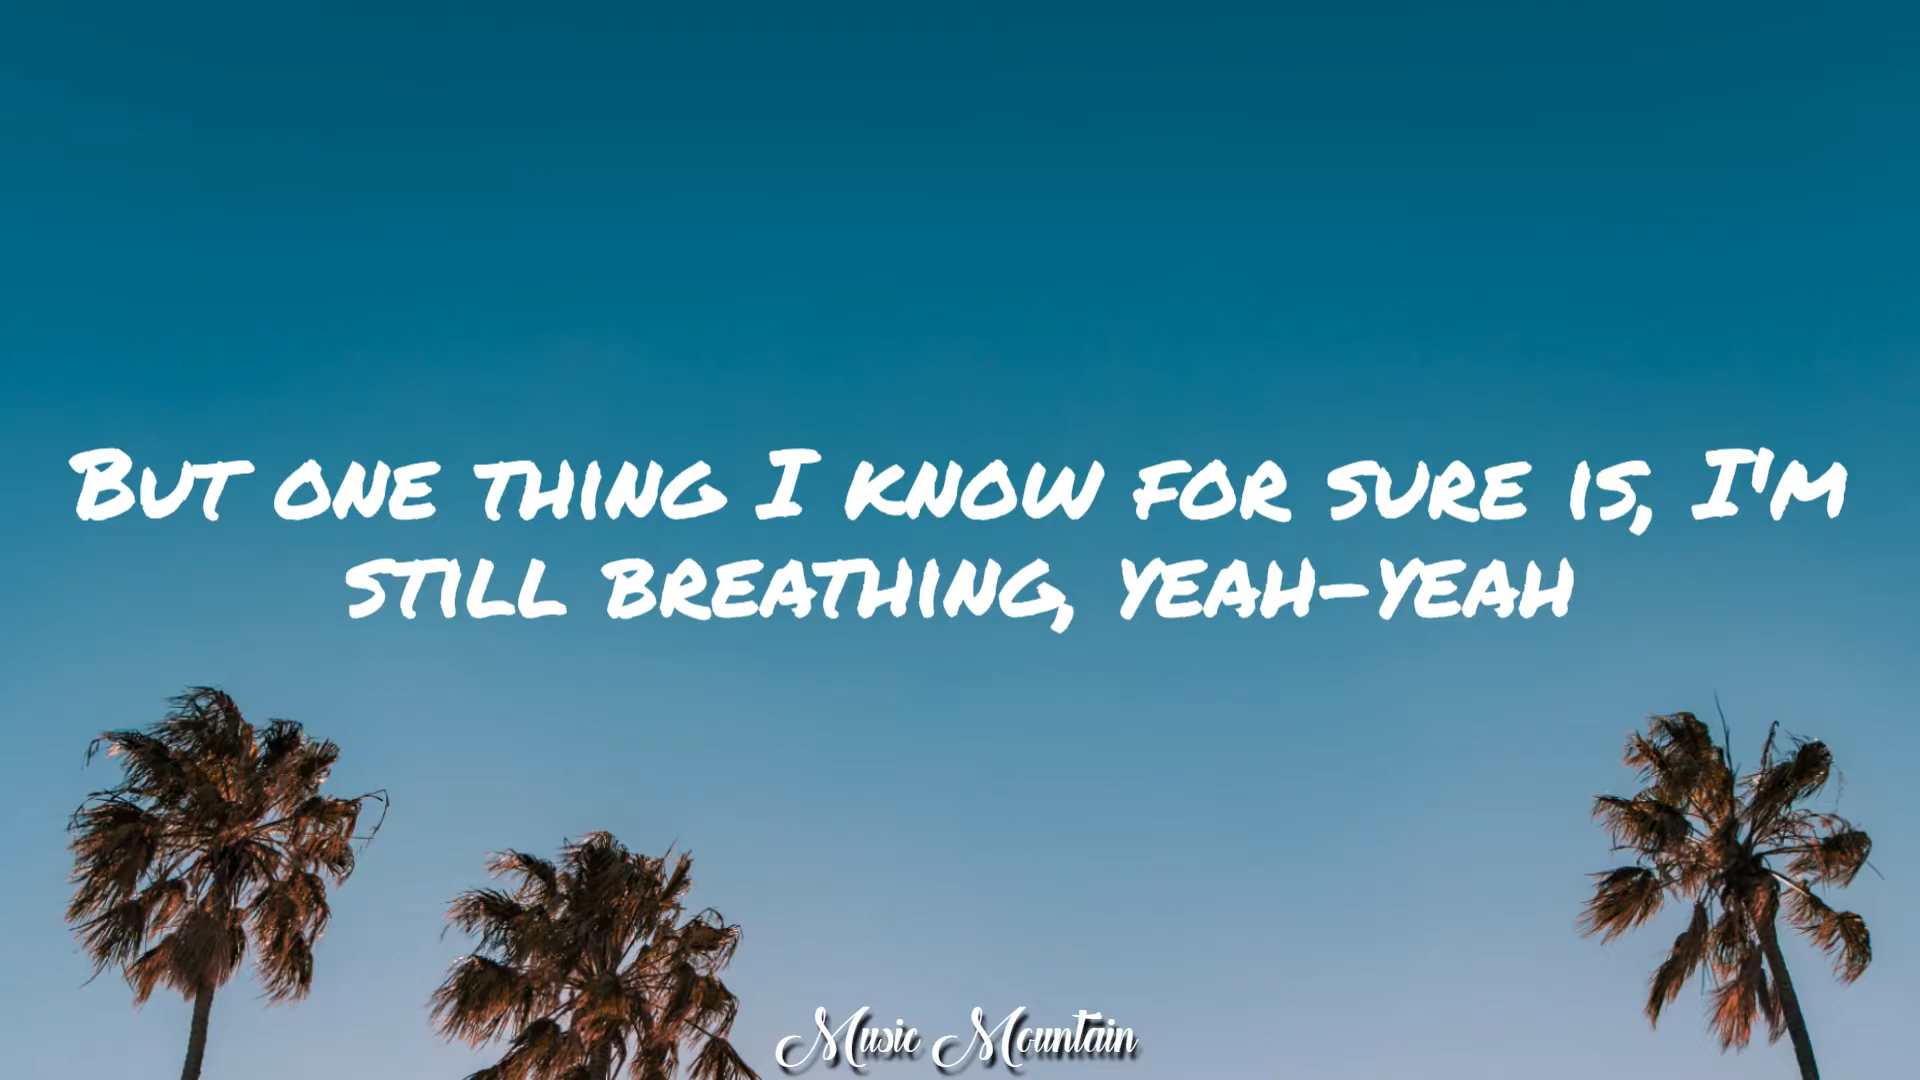 But one thing I know for sure is, I'm
still breathing, yeah-yeah
Music Mountain